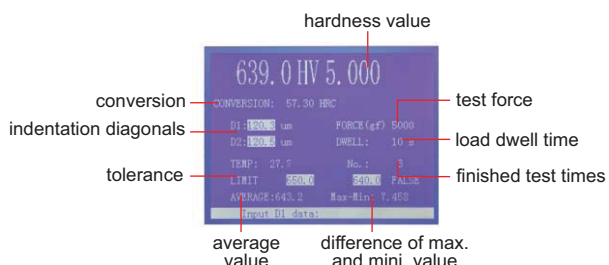 hardness value
639.0 HV 5.000
conversion
CONVERSION: 57.30 HRC
test force
indentation diagonals
D1: 120.3 um FORCE(gf) 5000
D2: 120.5 um DWELL: 10 s
load dwell time
TEMP: 27. No.: 3
tolerance
finished test times
LIMIT 650.0 640.0 FALSE
AVERAGE:643.2 Max-Min: 7.458
Input D1 data:
average
value
difference of max.
and mini. value